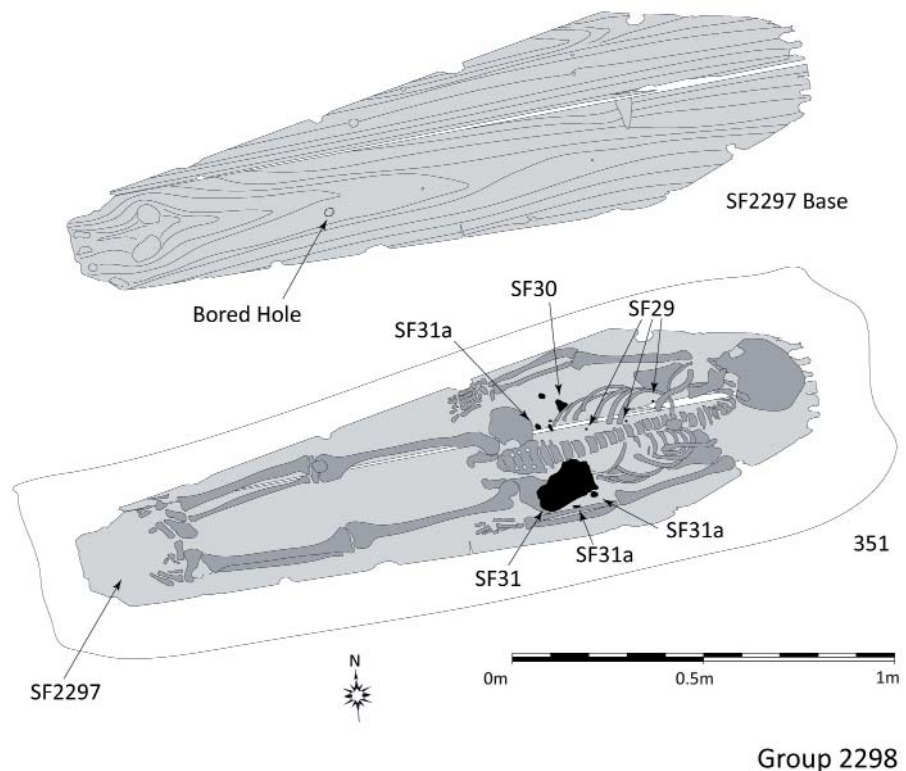 SF2297 Base
Bored Hole
SF30
SF29
SF31a
SF31a
SF31a
SF31
351
SF2297
N
0m
0.5m
1m
Group 2298